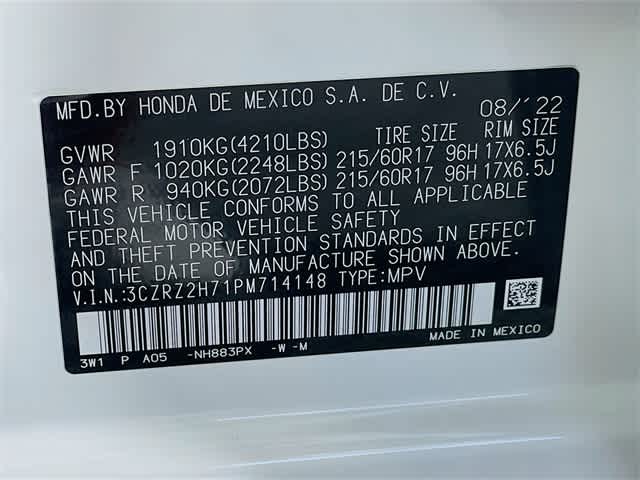 MFD.BY HONDA DE MEXICO S.A. DE C.V. 08/'22
GVWR 1910KG(4210LBS) TIRE SIZE RIM SIZE
GAWR F 1020KG(2248LBS) 215/60R17 96H 17X6.5J
GAWR R 940KG(2072LBS) 215/60R17 96H 17X6.5J
THIS VEHICLE CONFORMS TO ALL APPLICABLE
FEDERAL MOTOR VEHICLE SAFETY
AND THEFT PREVENTION STANDARDS IN EFFECT
ON THE DATE OF MANUFACTURE SHOWN ABOVE.
V.I.N.:3CZRZ2H71PM714148 TYPE:MPV
MADE IN MEXICO
3W1 P A05 -NH883PX -W -M